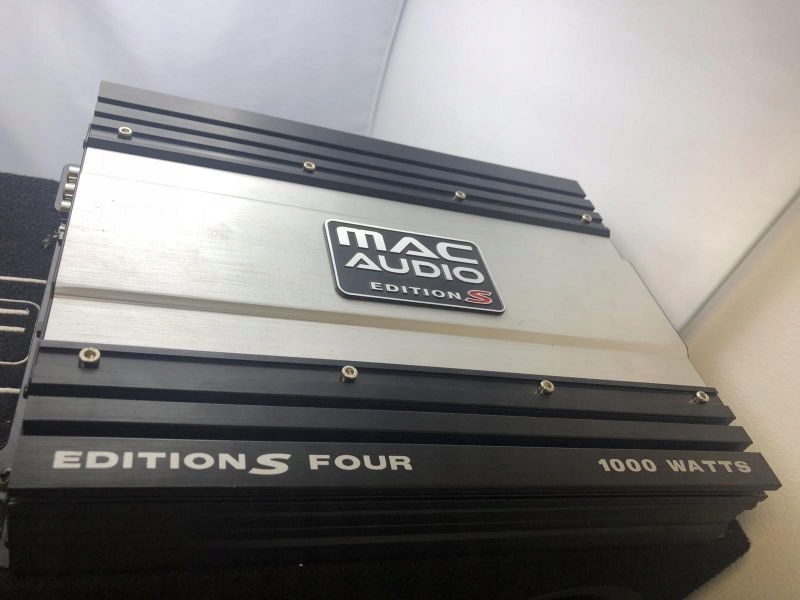 MAC
AUDIO
EDITION S
EDITION S FOUR
1000 WATTS